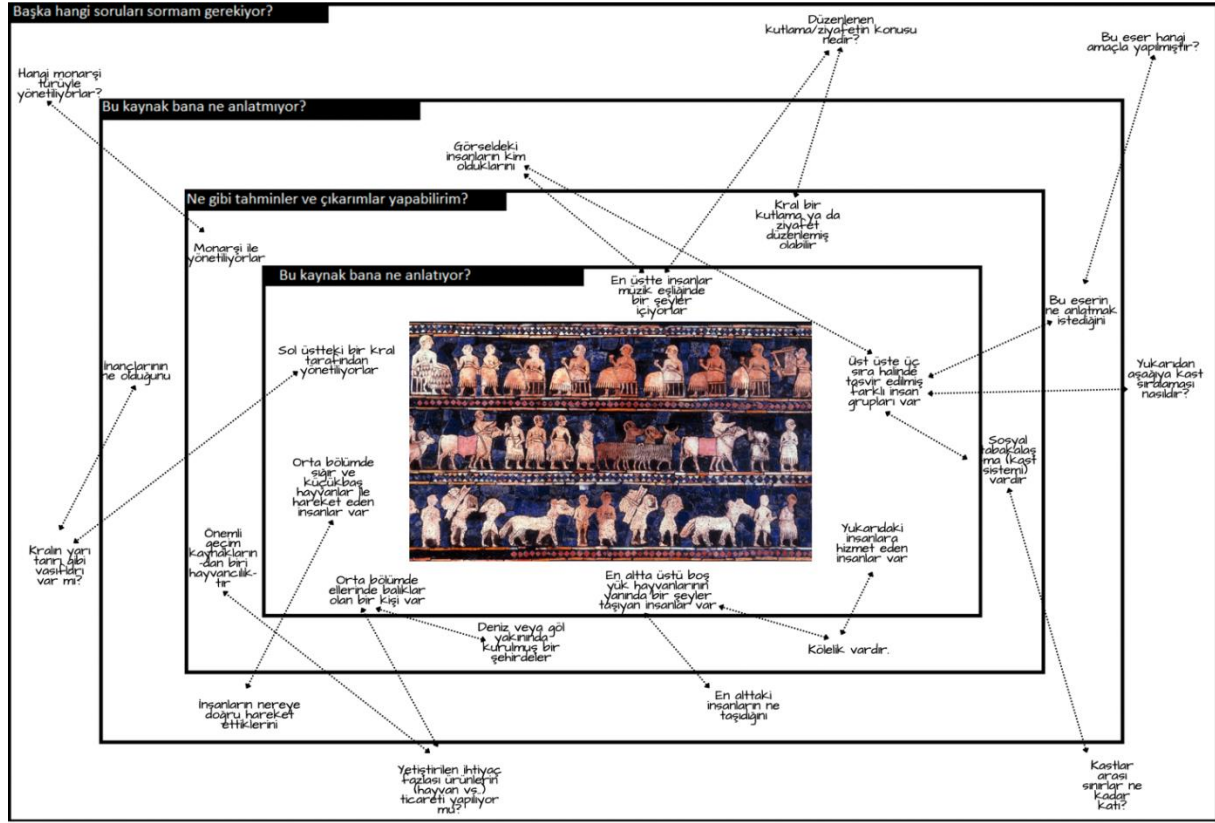 Başka hangi soruları sormam gerekiyor?
Düzenlenen
kutlama/ziyafetin konusu
nedir?
Bu eser hangi
amaçla yapılmıştır?
Hangi monarşi
türüyle
yönetiliyorlar?
Bu kaynak bana ne anlatmıyor?
Görseldeki
insanların kim
olduklarını
Ne gibi tahminler ve çıkarımlar yapabilirim?
Kral bir
kutlama ya da
ziyafet
düzenlemiş
olabilir
Monarşi ile
yönetiliyorlar
Bu kaynak bana ne anlatıyor?
En üstte insanlar
müzik eşliğinde
bir şeyler
içiyorlar
Bu eserin
ne anlatmak
istediğini
Sol üstteki bir kral
tarafından
yönetiliyorlar
İnançlarının
ne olduğunu
Üst üste üç
sıra halinde
tasvir edilmiş
farklı insan
grupları var
Yukarıdan
aşağıya kast
sıralaması
nasıldır?
Sosyal
tabakalaş
ma (kast
sistemi)
vardır
Orta bölümde
sığır ve
küçükbaş
hayvanlar ile
hareket eden
insanlar var
Önemli
geçim
kaynakların
-dan biri
hayvancılık-
tır
Yukarıdaki
insanlara
hizmet eden
insanlar var
Kralın yarı
tanrı gibi
vasıfları
var mı?
Orta bölümde
ellerinde balıklar
olan bir kişi var
En altta üstü boş
yük hayvanlarının
yanında bir şeyler
taşıyan insanlar var
Deniz veya göl
yakınında
kurulmuş bir
şehirdeler
Kölelik vardır.
İnsanların nereye
doğru hareket
ettiklerini
En alttaki
insanların ne
taşıdığını
Yetiştirilen ihtiyaç
fazlası ürünlerin
(hayvan vs.)
ticareti yapılıyor
mu?
Kastlar
arası
sınırlar ne
kadar
katı?